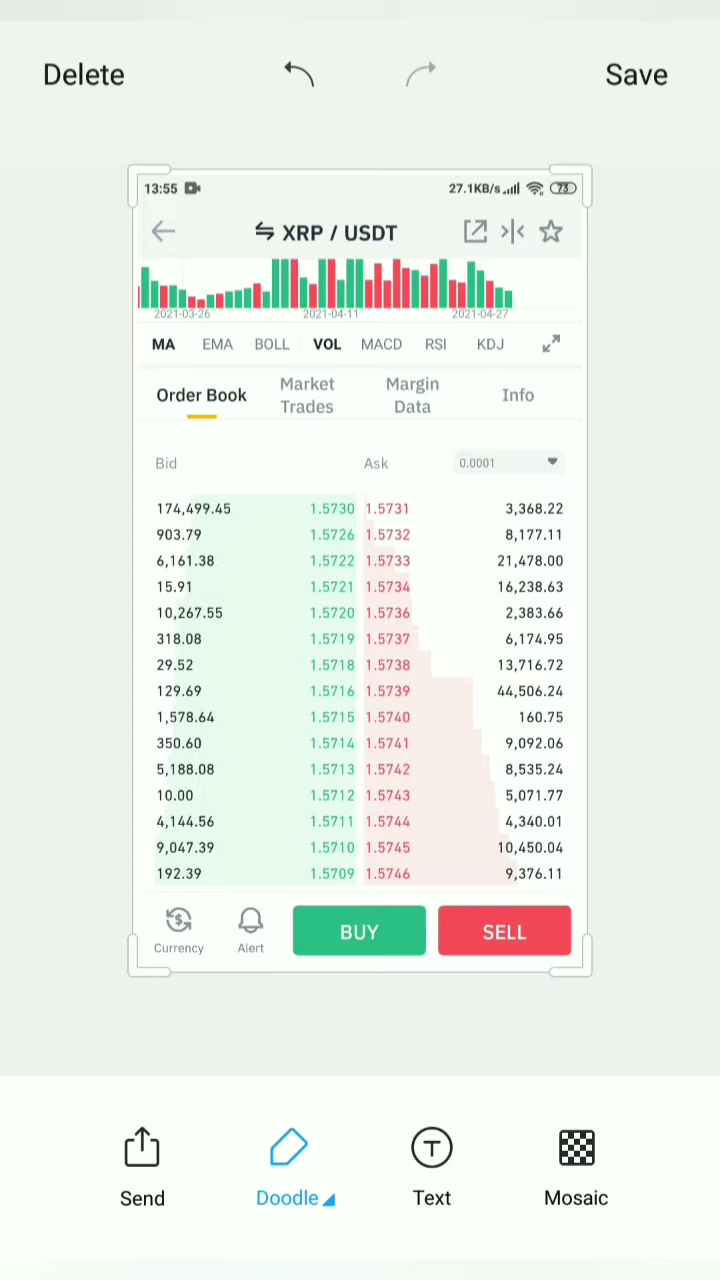 Delete Save
13:55 27.1KB/s 73
XRP / USDT
2021-03-26 2021-04-11 2021-04-27
MA EMA BOLL VOL MACD RSI KDJ
Order Book Market Trades Margin Data Info
Bid Ask 0.0001
174,499.45 1.5730 1.5731 3,368.22
903.79 1.5726 1.5732 8,177.11
6,161.38 1.5722 1.5733 21,478.00
15.91 1.5721 1.5734 16,238.63
10,267.55 1.5720 1.5736 2,383.66
318.08 1.5719 1.5737 6,174.95
29.52 1.5718 1.5738 13,716.72
129.69 1.5716 1.5739 44,506.24
1,578.64 1.5715 1.5740 160.75
350.60 1.5714 1.5741 9,092.06
5,188.08 1.5713 1.5742 8,535.24
10.00 1.5712 1.5743 5,071.77
4,144.56 1.5711 1.5744 4,340.01
9,047.39 1.5710 1.5745 10,450.04
192.39 1.5709 1.5746 9,376.11
Currency Alert BUY SELL
Send Doodle Text Mosaic